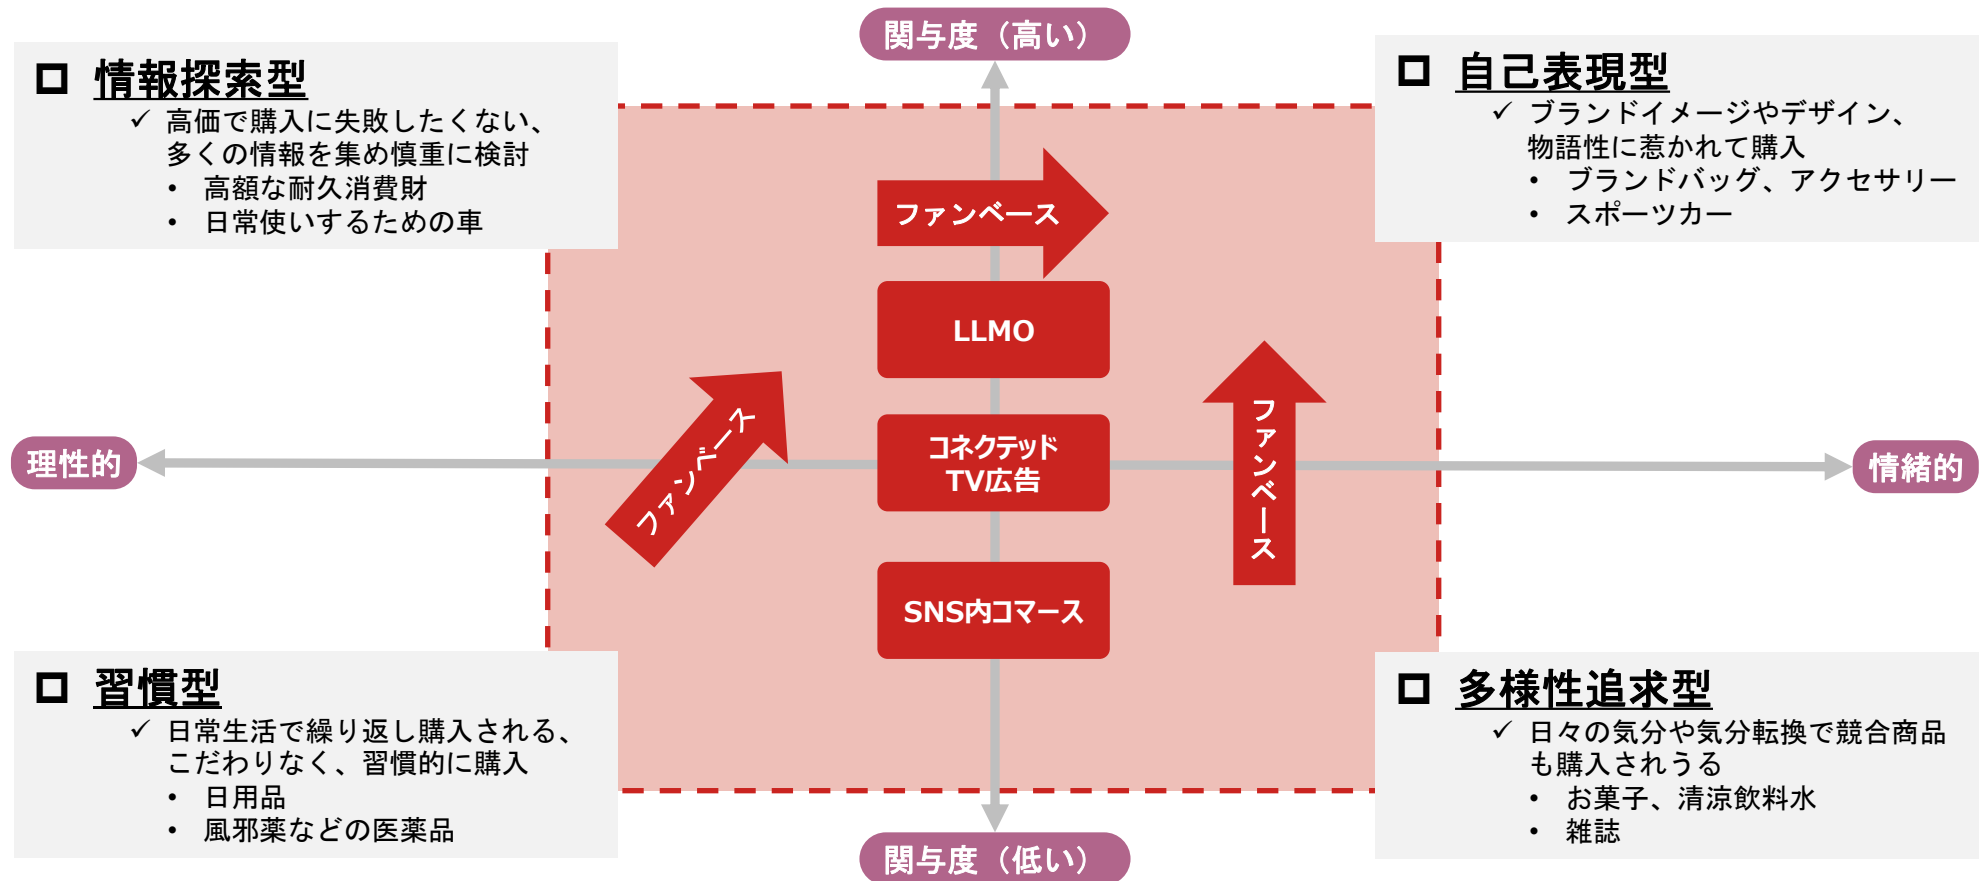 関与度（高い）
情報探索型
✓ 高価で購入に失敗したくない、
多くの情報を集め慎重に検討
• 高額な耐久消費財
• 日常使いするための車
自己表現型
✓ ブランドイメージやデザイン、
物語性に惹かれて購入
• ブランドバッグ、アクセサリー
• スポーツカー
ファンベース
LLMO
ファンベース
コネクテッド
TV広告
ファンベース
理性的
情緒的
SNS内コマース
習慣型
✓ 日常生活で繰り返し購入される、
こだわりなく、習慣的に購入
• 日用品
• 風邪薬などの医薬品
多様性追求型
✓ 日々の気分や気分転換で競合商品
も購入されうる
• お菓子、清涼飲料水
• 雑誌
関与度（低い）